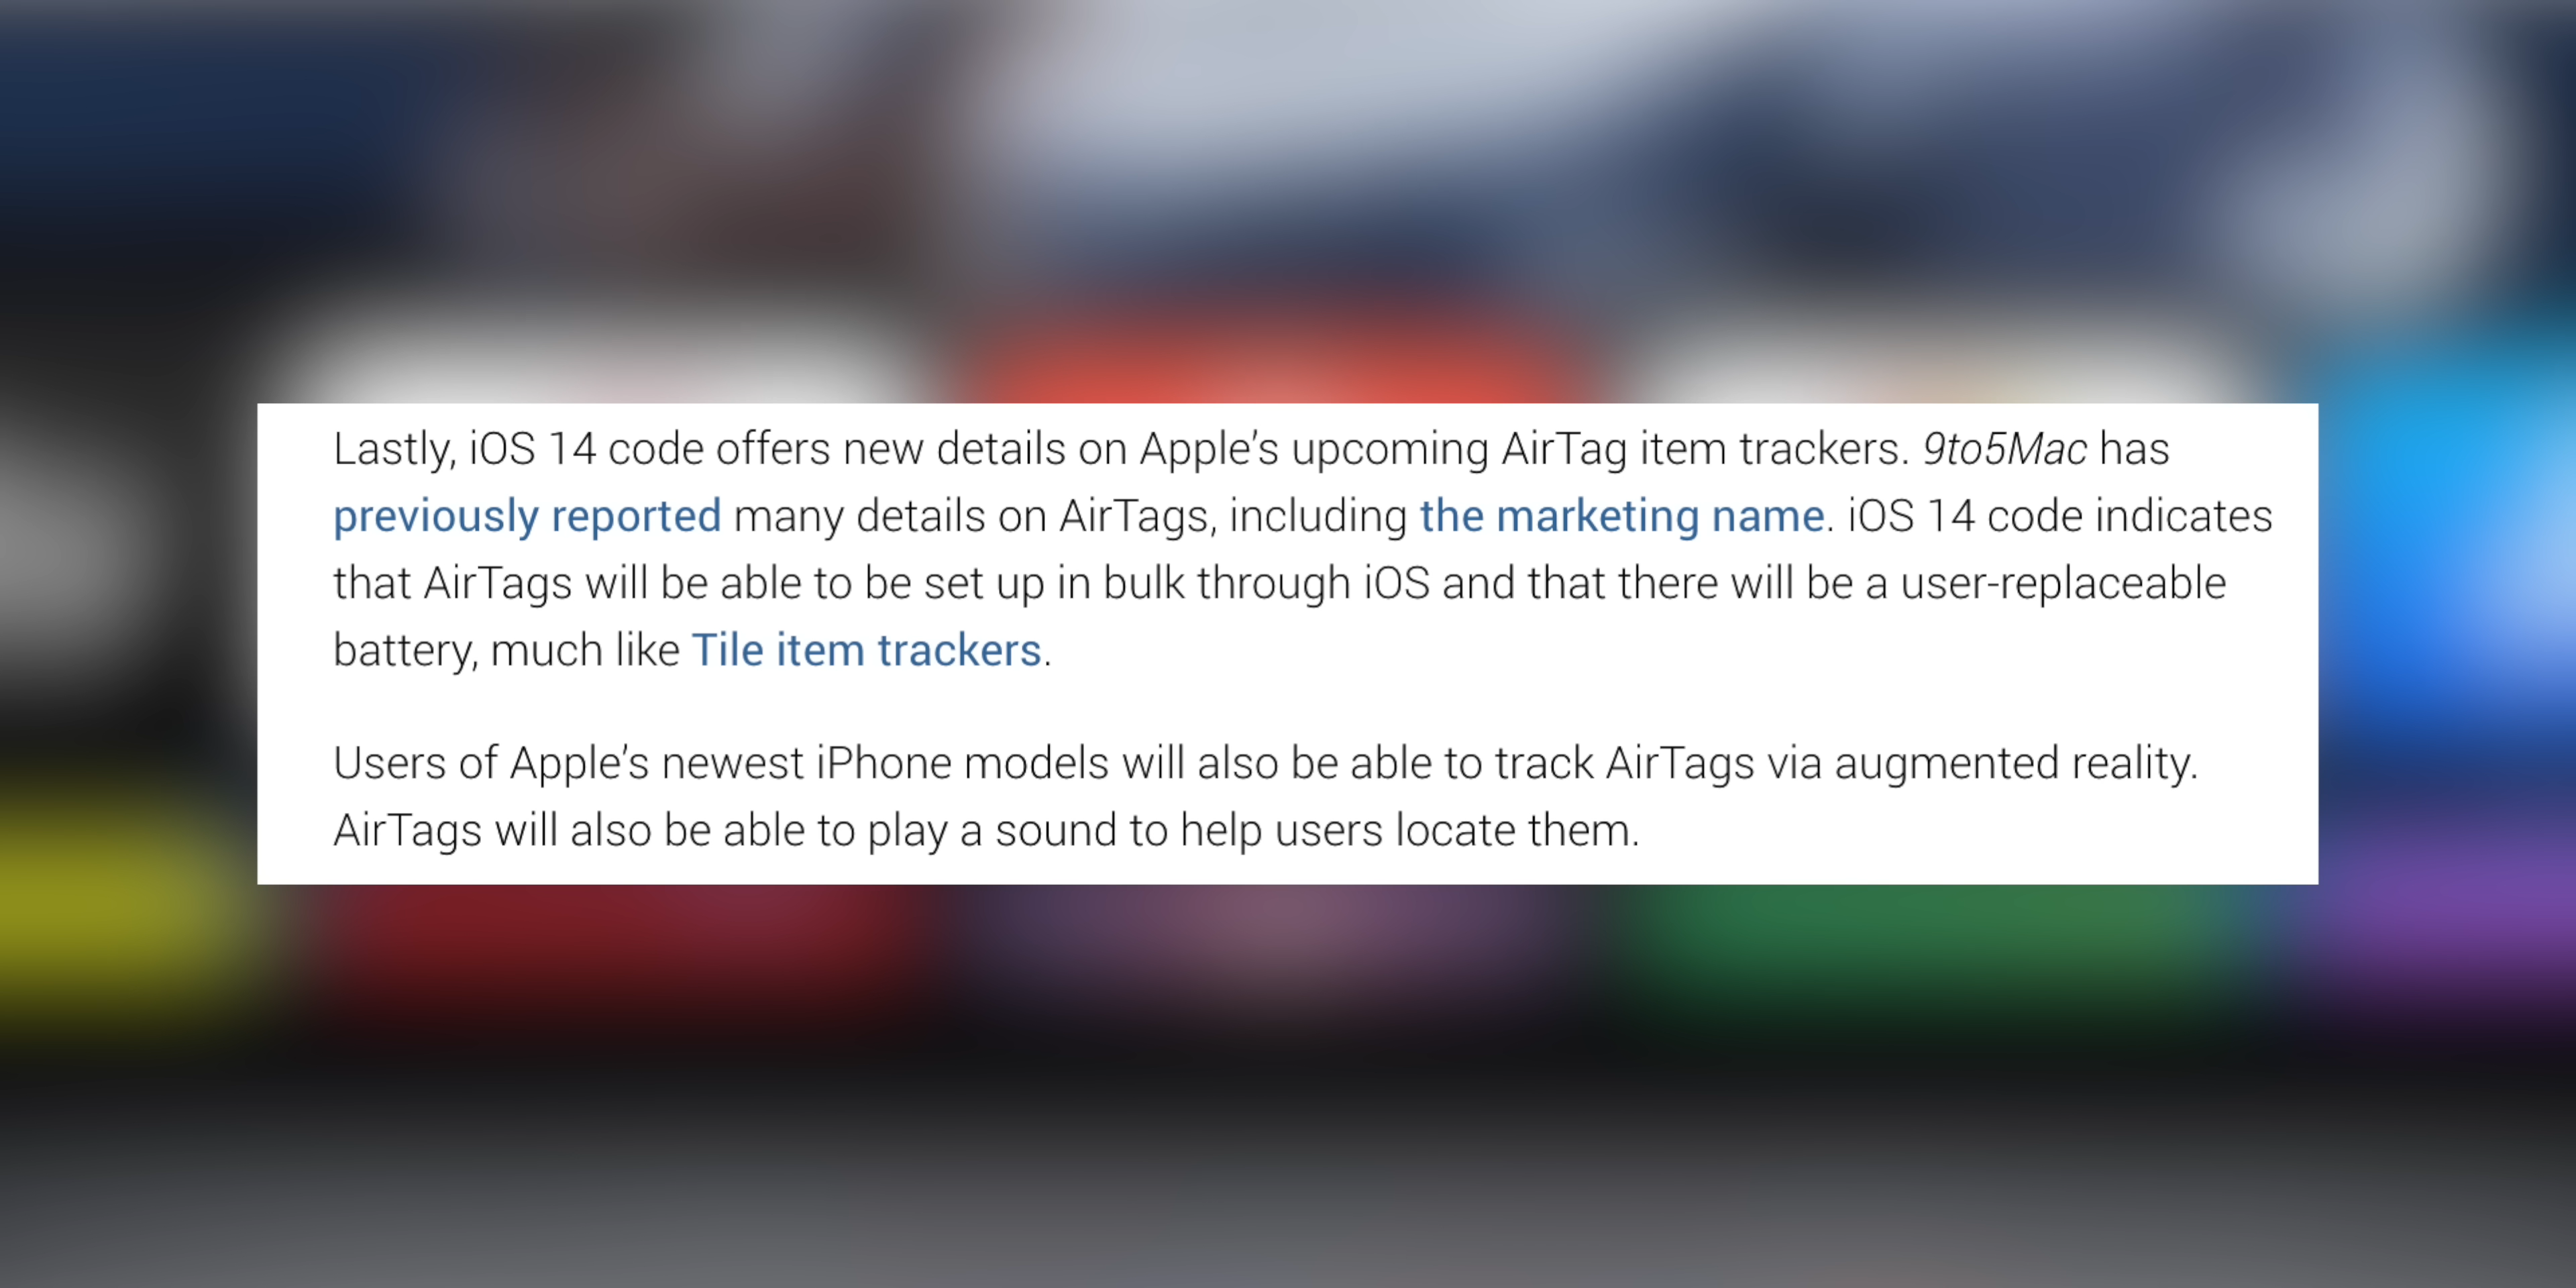 Lastly, iOS 14 code offers new details on Apple’s upcoming AirTag item trackers. 9to5Mac has
previously reported many details on AirTags, including the marketing name. iOS 14 code indicates
that AirTags will be able to be set up in bulk through iOS and that there will be a user-replaceable
battery, much like Tile item trackers.
Users of Apple’s newest iPhone models will also be able to track AirTags via augmented reality.
AirTags will also be able to play a sound to help users locate them.